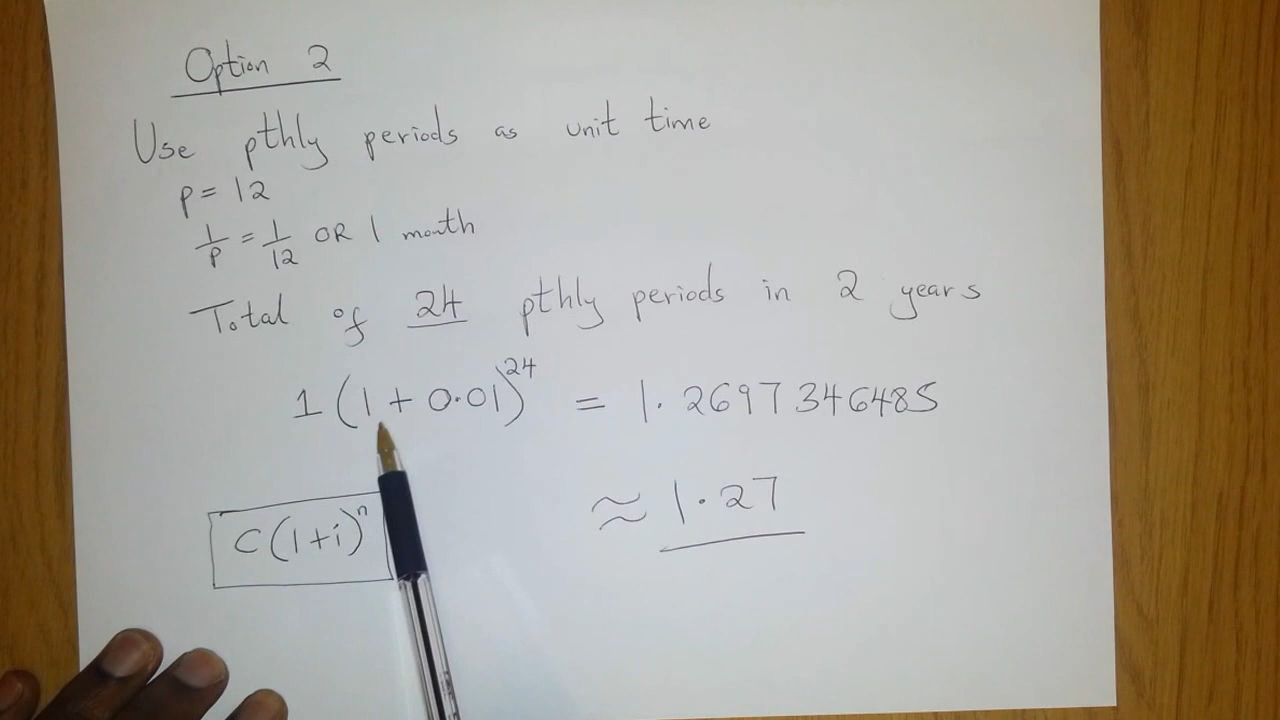 Option 2
Use pthly periods as unit time
p = 12
1/p = 1/12 OR 1 month
Total of 24 pthly periods in 2 years
1(1+0.01)^24 = 1.2697346485
≈ 1.27
C(1+i)^n